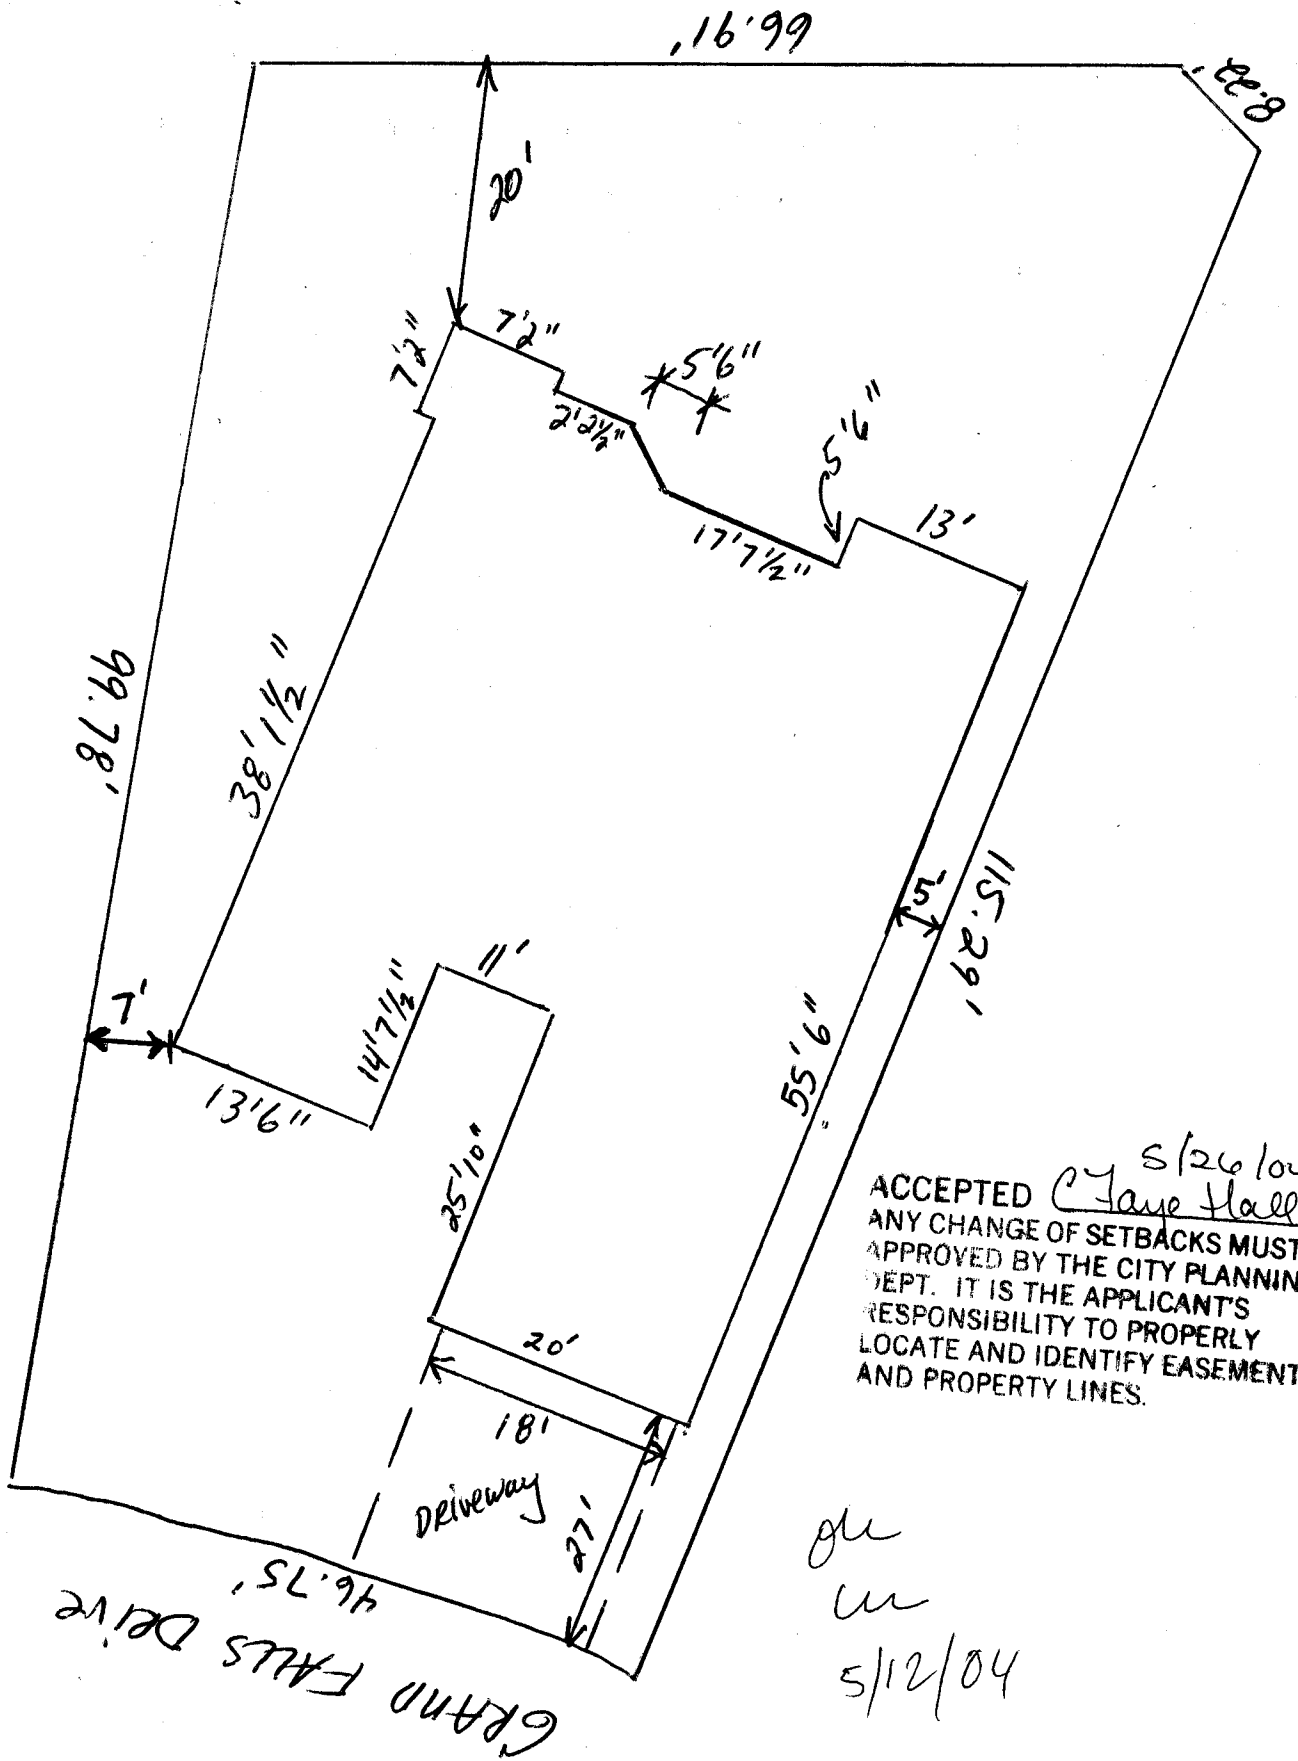 66.91'
8.22'
20'
7'2"
7'2"
5'6"
2'2½"
5'6"
17'7½"
13'
99.78'
38'1½"
5'
115.29'
11'
14'7½"
7'
13'6"
55'6"
25'10"
5/26/04
ACCEPTED C Faye Hall
ANY CHANGE OF SETBACKS MUST
APPROVED BY THE CITY PLANNIN
DEPT. IT IS THE APPLICANT'S
RESPONSIBILITY TO PROPERLY
LOCATE AND IDENTIFY EASEMENT
AND PROPERTY LINES.
20'
18'
DRiveway
27'
46.75'
GRAND FALLS DRIVE
5/12/04